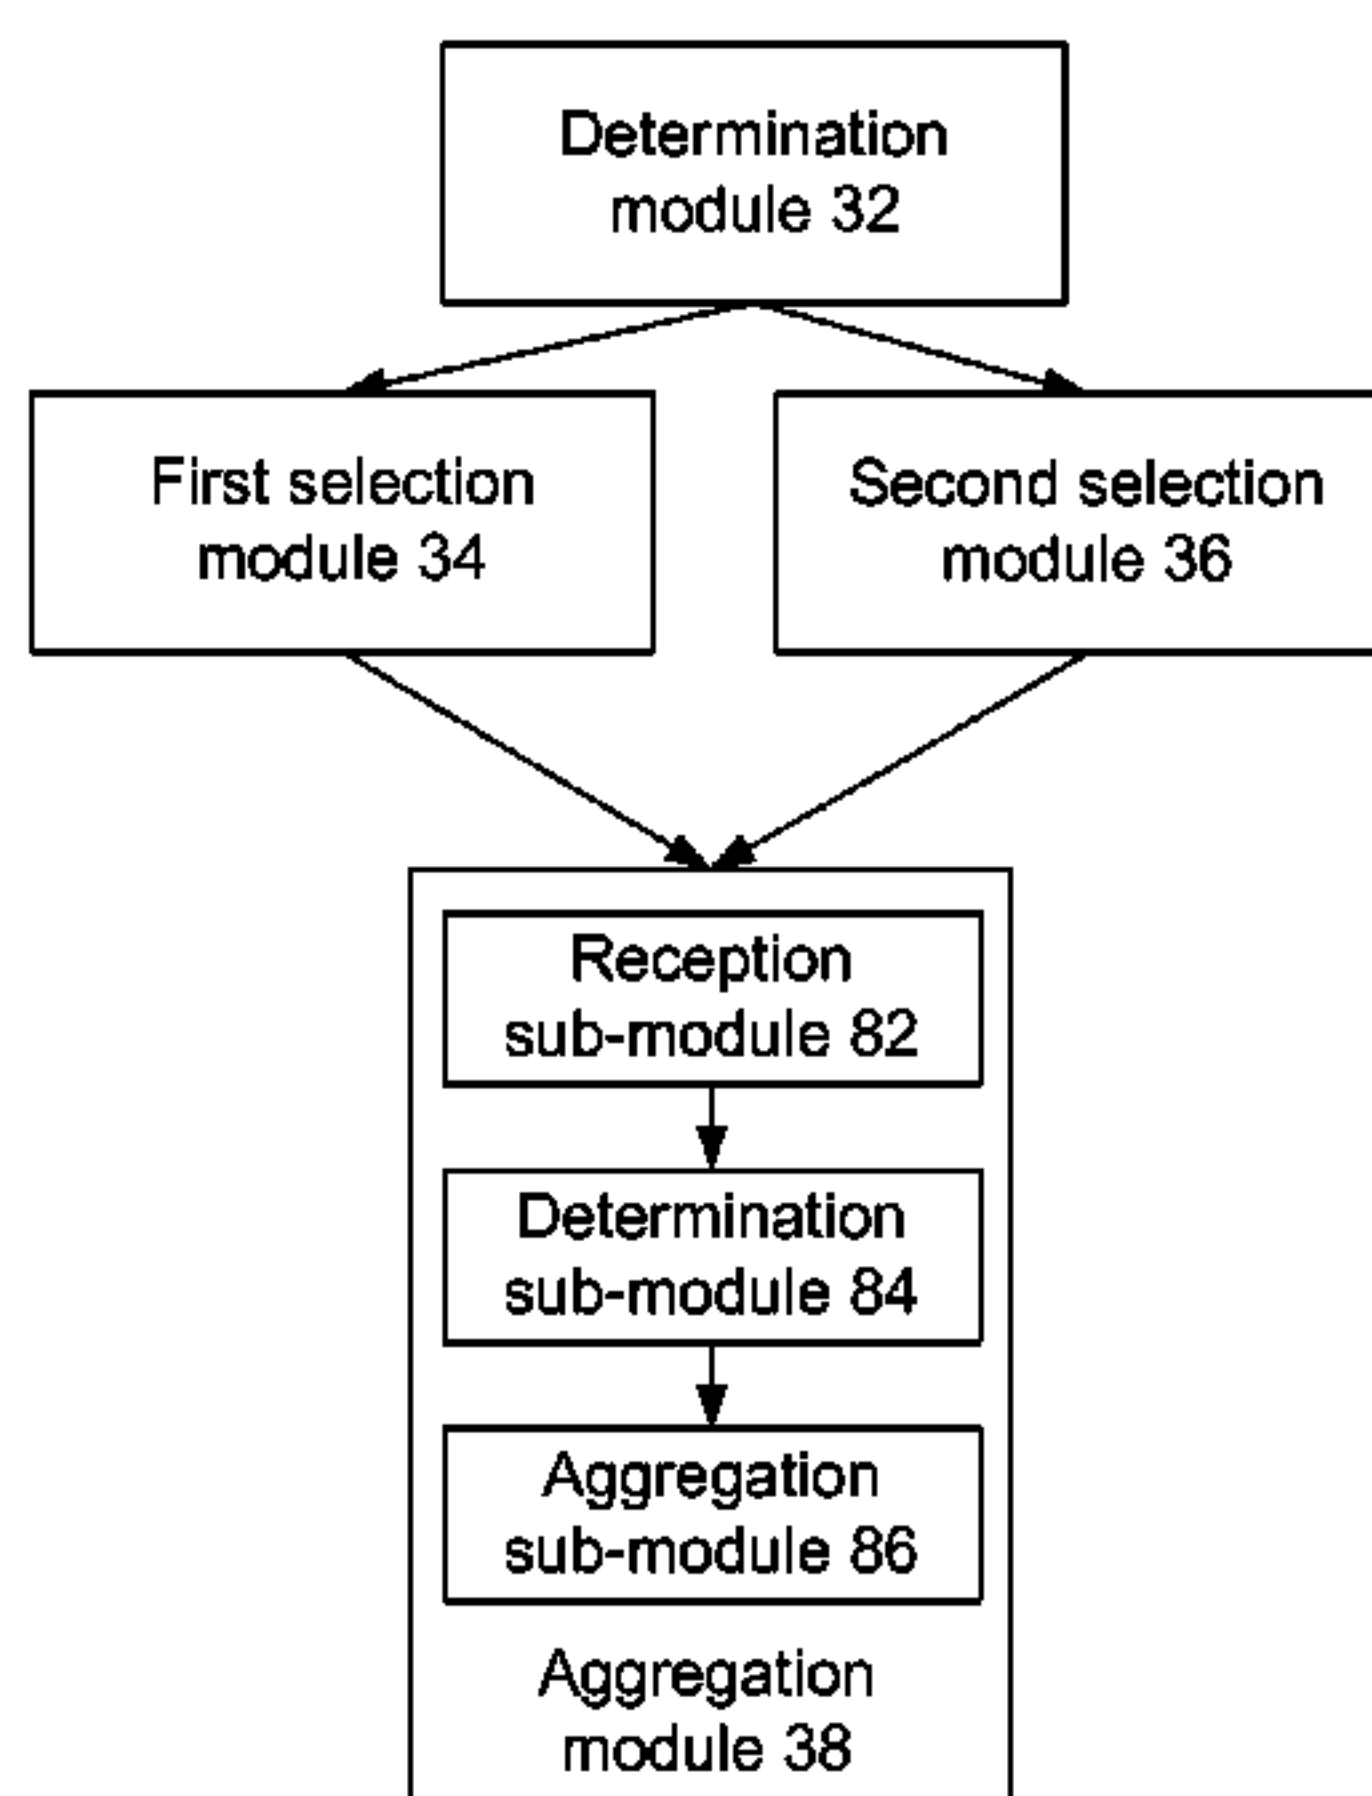 Determination
module 32
First selection
module 34
Second selection
module 36
Reception
sub-module 82
Determination
sub-module 84
Aggregation
sub-module 86
Aggregation
module 38